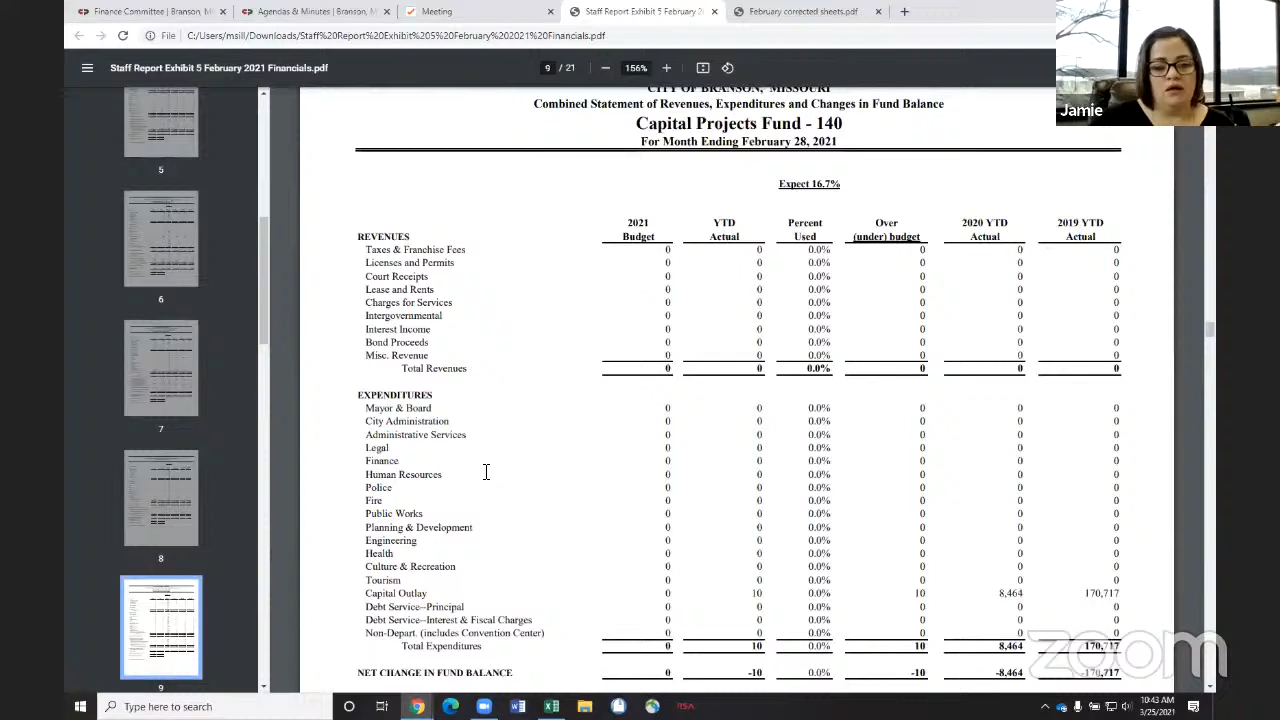 Finance Committee | Branson, M
Agendas & Minutes | Branson, M
Meeting
Staff Report Exhibit 5 February 2
February corrected sheets.pdf
File | C:/Users/msill/Downloads/Staff%20Report%20Exhibit%205%20February%202021%20Financials.pdf
Staff Report Exhibit 5 February 2021 Financials.pdf
9 / 21
156%
Jamie
5
6
7
8
9
CITY OF BRANSON, MISSOURI
Combined Statement of Revenues, Expenditures and Changes in Fund Balance
Capital Projects Fund - 140
For Month Ending February 28, 2021
Expect 16.7%
2021 YTD Percent Over 2020 YTD 2019 YTD
REVENUES Budget Actual Used (under) budget Actual Actual
Taxes & Franchise Fees 0 0 0.0% 0 0 0
Licenses and Permits 0 0 0.0% 0 0 0
Court Receipts 0 0 0.0% 0 0 0
Lease and Rents 0 0 0.0% 0 0 0
Charges for Services 0 0 0.0% 0 0 0
Intergovernmental 0 0 0.0% 0 0 0
Interest Income 0 0 0.0% 0 0 0
Bond Proceeds 0 0 0.0% 0 0 0
Misc. Revenue 0 0 0.0% 0 0 0
Total Revenues 0 0 0.0% 0 0 0
EXPENDITURES
Mayor & Board 0 0 0.0% 0 0 0
City Administration 0 0 0.0% 0 0 0
Administrative Services 0 0 0.0% 0 0 0
Legal 0 0 0.0% 0 0 0
Finance 0 0 0.0% 0 0 0
Human Resources 0 0 0.0% 0 0 0
Police 0 0 0.0% 0 0 0
Fire 0 0 0.0% 0 0 0
Public Works 0 0 0.0% 0 0 0
Planning & Development 0 0 0.0% 0 0 0
Engineering 0 0 0.0% 0 0 0
Health 0 0 0.0% 0 0 0
Culture & Recreation 0 0 0.0% 0 0 0
Tourism 0 0 0.0% 0 0 0
Capital Outlay 0 10 0.0% 10 8,464 170,717
Debt Service--Principal 0 0 0.0% 0 0 0
Debt Service--Interest & Fiscal Charges 0 0 0.0% 0 0 0
Non-Depart. (includes Convention Center) 0 0 0.0% 0 0 0
Total Expenditures 0 10 0.0% 10 8,464 170,717
NET CHANGE IN FUND BALANCE 0 -10 0.0% -10 -8,464 -170,717
zoom
Type here to search
RSA
10:43 AM
3/25/2021